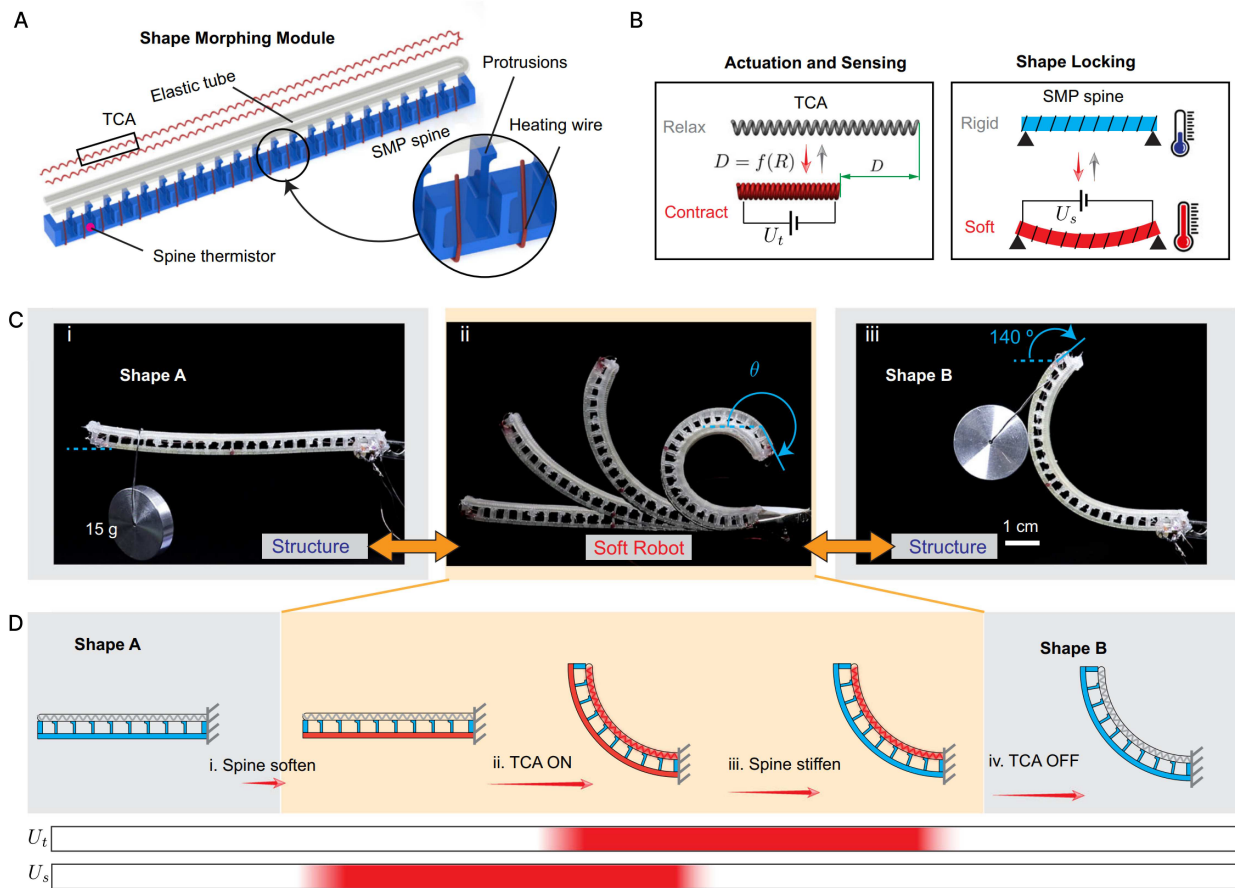 A
Shape Morphing Module
Protrusions
Elastic tube
TCA
Heating wire
SMP spine
Spine thermistor
B
Actuation and Sensing
Shape Locking
TCA
SMP spine
Relax
Rigid
D = f(R)
D
Contract
U_t
U_s
Soft
C
i
Shape A
15 g
Structure
ii
θ
Soft Robot
iii
140 º
Shape B
1 cm
Structure
D
Shape A
Shape B
i. Spine soften
ii. TCA ON
iii. Spine stiffen
iv. TCA OFF
U_t
U_s